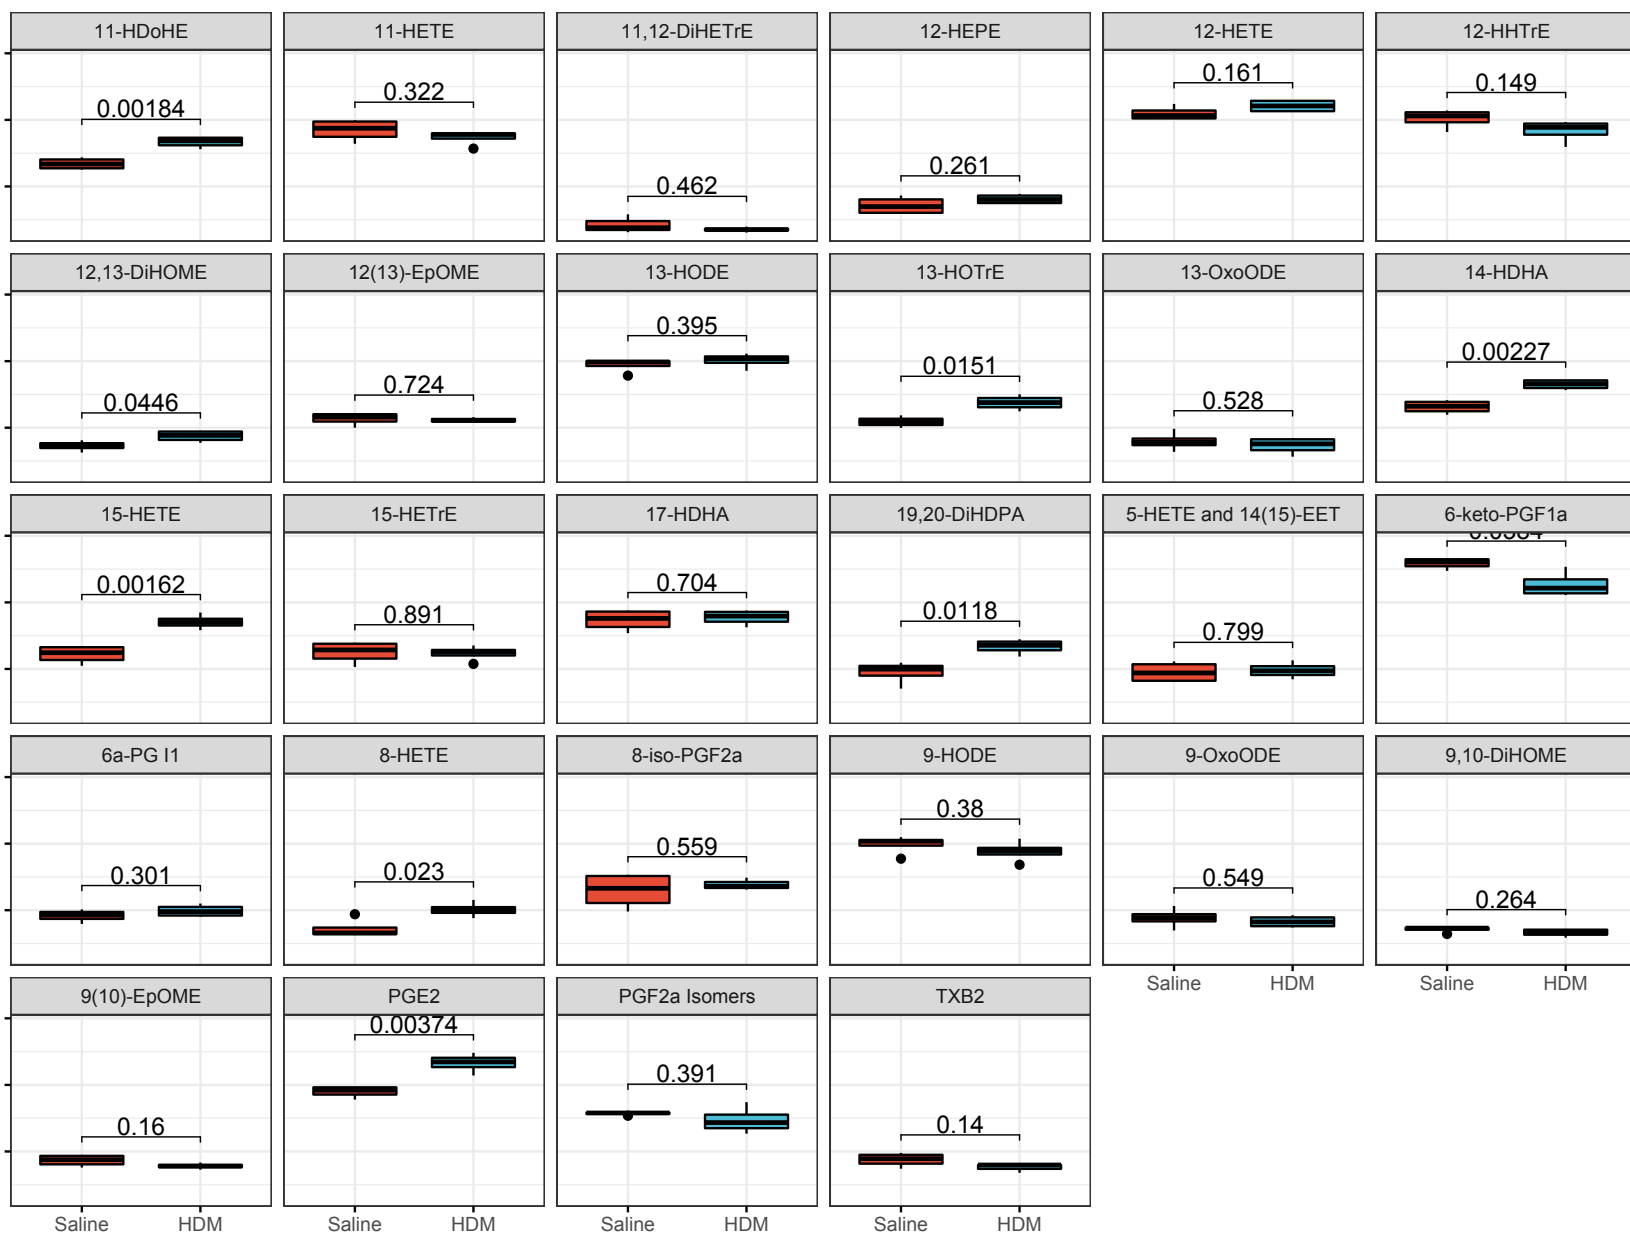 11-HDoHE 11-HETE 11,12-DiHETrE 12-HEPE 12-HETE 12-HHTrE
0.00184 0.322 0.462 0.261 0.161 0.149
12,13-DiHOME 12(13)-EpOME 13-HODE 13-HOTrE 13-OxoODE 14-HDHA
0.0446 0.724 0.395 0.0151 0.528 0.00227
15-HETE 15-HETrE 17-HDHA 19,20-DiHDPA 5-HETE and 14(15)-EET 6-keto-PGF1a
0.00162 0.891 0.704 0.0118 0.799
6a-PG I1 8-HETE 8-iso-PGF2a 9-HODE 9-OxoODE 9,10-DiHOME
0.301 0.023 0.559 0.38 0.549 0.264
9(10)-EpOME PGE2 PGF2a Isomers TXB2 Saline HDM Saline HDM
0.16 0.00374 0.391 0.14
Saline HDM Saline HDM Saline HDM Saline HDM